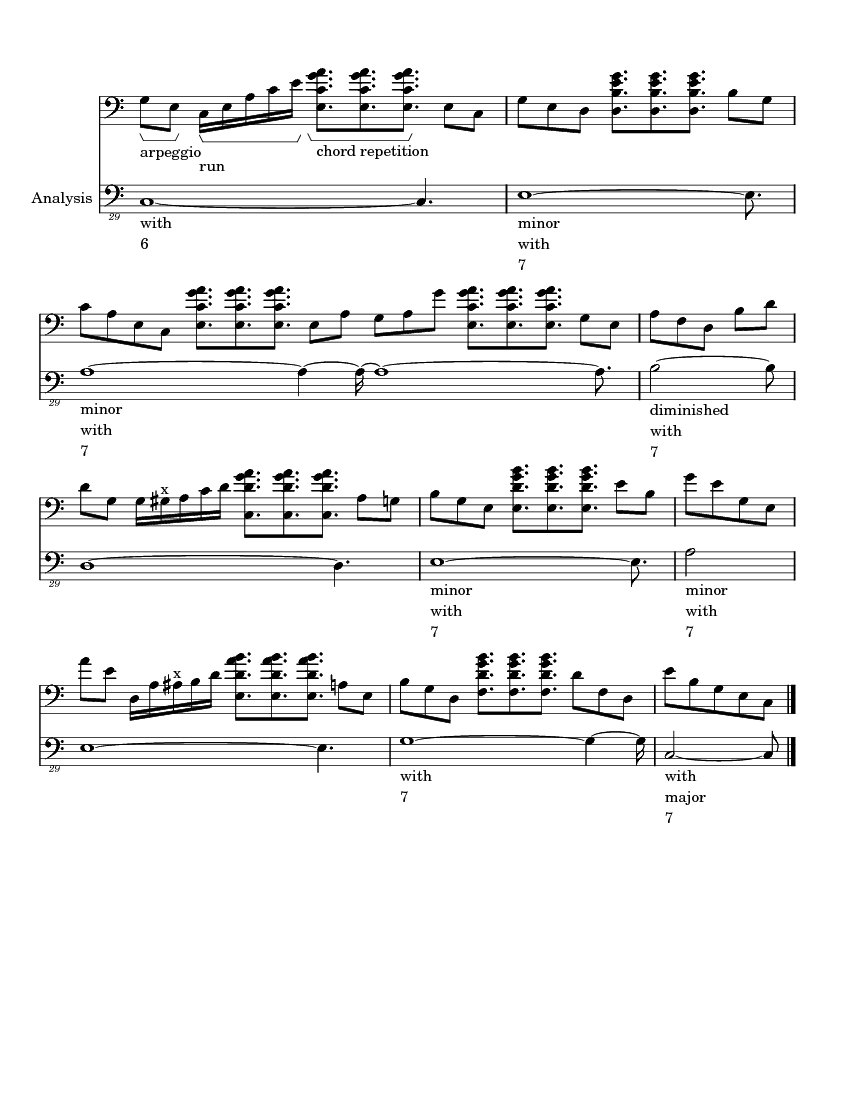 arpeggio
run
chord repetition
Analysis
29
with
6
minor
with
7
29
minor
with
7
diminished
with
7
x
29
minor
with
7
minor
with
7
x
29
with
7
with
major
7